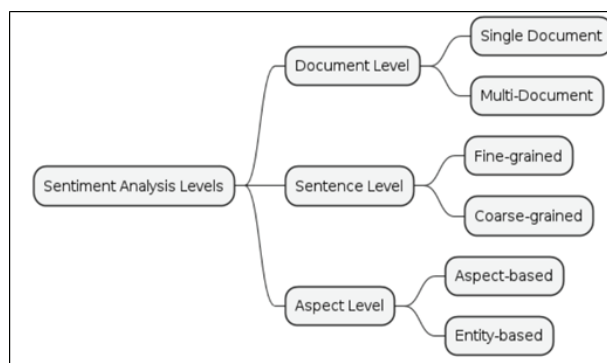 Sentiment Analysis Levels
Document Level
Single Document
Multi-Document
Sentence Level
Fine-grained
Coarse-grained
Aspect Level
Aspect-based
Entity-based